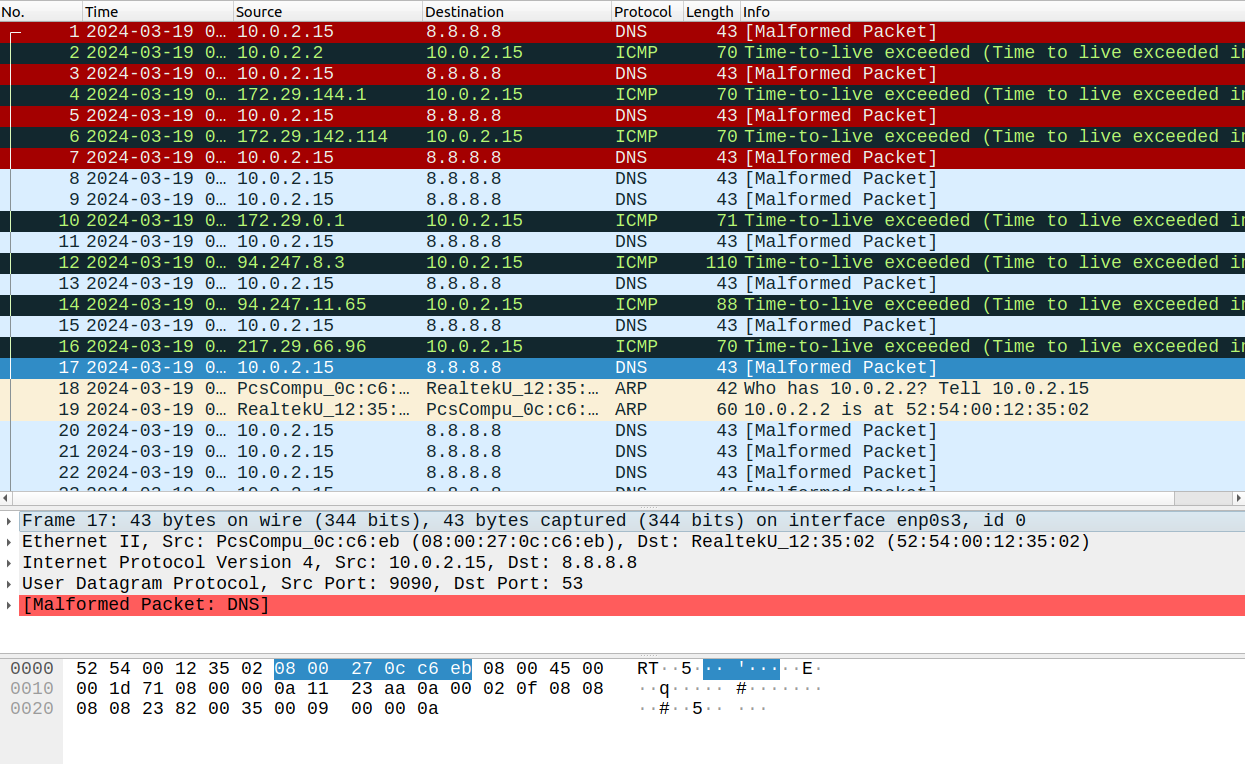 No. Time Source Destination Protocol Length Info
1 2024-03-19 0… 10.0.2.15 8.8.8.8 DNS 43 [Malformed Packet]
2 2024-03-19 0… 10.0.2.2 10.0.2.15 ICMP 70 Time-to-live exceeded (Time to live exceeded in
3 2024-03-19 0… 10.0.2.15 8.8.8.8 DNS 43 [Malformed Packet]
4 2024-03-19 0… 172.29.144.1 10.0.2.15 ICMP 70 Time-to-live exceeded (Time to live exceeded in
5 2024-03-19 0… 10.0.2.15 8.8.8.8 DNS 43 [Malformed Packet]
6 2024-03-19 0… 172.29.142.114 10.0.2.15 ICMP 70 Time-to-live exceeded (Time to live exceeded in
7 2024-03-19 0… 10.0.2.15 8.8.8.8 DNS 43 [Malformed Packet]
8 2024-03-19 0… 10.0.2.15 8.8.8.8 DNS 43 [Malformed Packet]
9 2024-03-19 0… 10.0.2.15 8.8.8.8 DNS 43 [Malformed Packet]
10 2024-03-19 0… 172.29.0.1 10.0.2.15 ICMP 71 Time-to-live exceeded (Time to live exceeded in
11 2024-03-19 0… 10.0.2.15 8.8.8.8 DNS 43 [Malformed Packet]
12 2024-03-19 0… 94.247.8.3 10.0.2.15 ICMP 110 Time-to-live exceeded (Time to live exceeded in
13 2024-03-19 0… 10.0.2.15 8.8.8.8 DNS 43 [Malformed Packet]
14 2024-03-19 0… 94.247.11.65 10.0.2.15 ICMP 88 Time-to-live exceeded (Time to live exceeded in
15 2024-03-19 0… 10.0.2.15 8.8.8.8 DNS 43 [Malformed Packet]
16 2024-03-19 0… 217.29.66.96 10.0.2.15 ICMP 70 Time-to-live exceeded (Time to live exceeded in
17 2024-03-19 0… 10.0.2.15 8.8.8.8 DNS 43 [Malformed Packet]
18 2024-03-19 0… PcsCompu_0c:c6:… RealtekU_12:35:… ARP 42 Who has 10.0.2.2? Tell 10.0.2.15
19 2024-03-19 0… RealtekU_12:35:… PcsCompu_0c:c6:… ARP 60 10.0.2.2 is at 52:54:00:12:35:02
20 2024-03-19 0… 10.0.2.15 8.8.8.8 DNS 43 [Malformed Packet]
21 2024-03-19 0… 10.0.2.15 8.8.8.8 DNS 43 [Malformed Packet]
22 2024-03-19 0… 10.0.2.15 8.8.8.8 DNS 43 [Malformed Packet]
Frame 17: 43 bytes on wire (344 bits), 43 bytes captured (344 bits) on interface enp0s3, id 0
Ethernet II, Src: PcsCompu_0c:c6:eb (08:00:27:0c:c6:eb), Dst: RealtekU_12:35:02 (52:54:00:12:35:02)
Internet Protocol Version 4, Src: 10.0.2.15, Dst: 8.8.8.8
User Datagram Protocol, Src Port: 9090, Dst Port: 53
[Malformed Packet: DNS]
0000 52 54 00 12 35 02 08 00 27 0c c6 eb 08 00 45 00 RT··5··· '·····E·
0010 00 1d 71 08 00 00 0a 11 23 aa 0a 00 02 0f 08 08 ··q····· #·······
0020 08 08 23 82 00 35 00 09 00 00 0a ··#··5·· ···